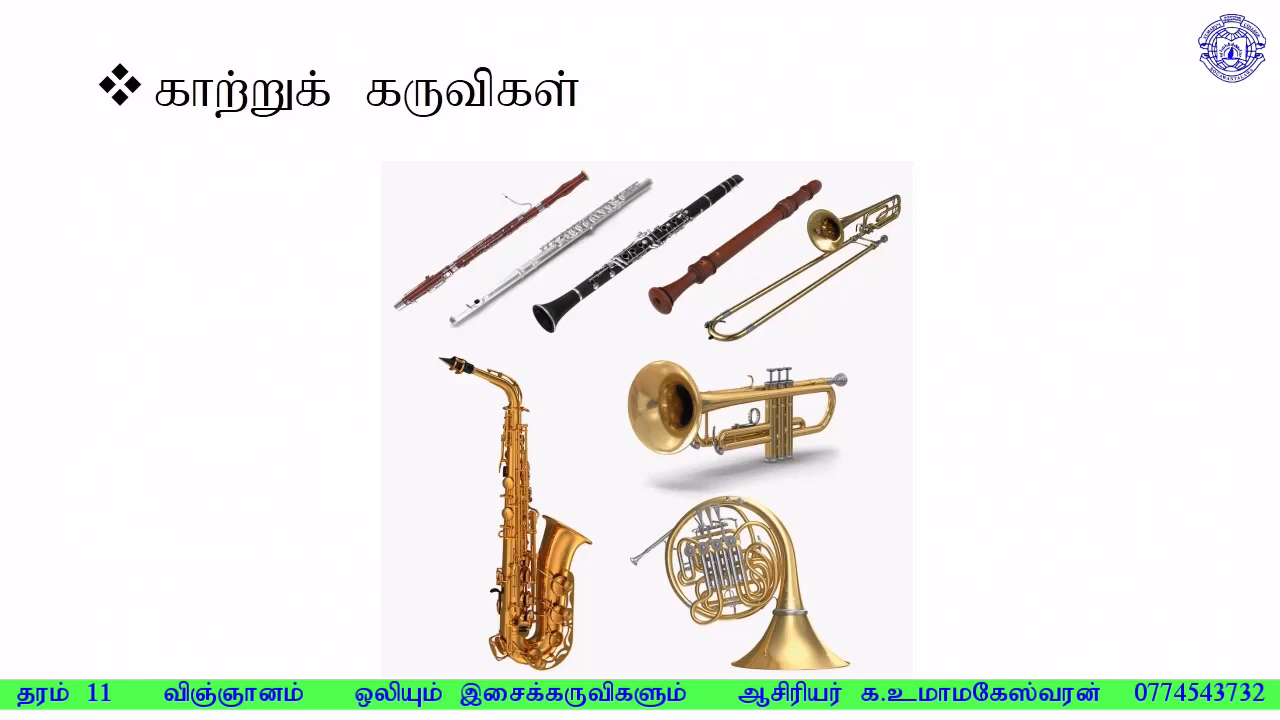 ❖ காற்றுக் கருவிகள்
தரம் 11 விஞ்ஞானம் ஒலியும் இசைக்கருவிகளும் ஆசிரியர் க.உமாமகேஸ்வரன் 0774543732